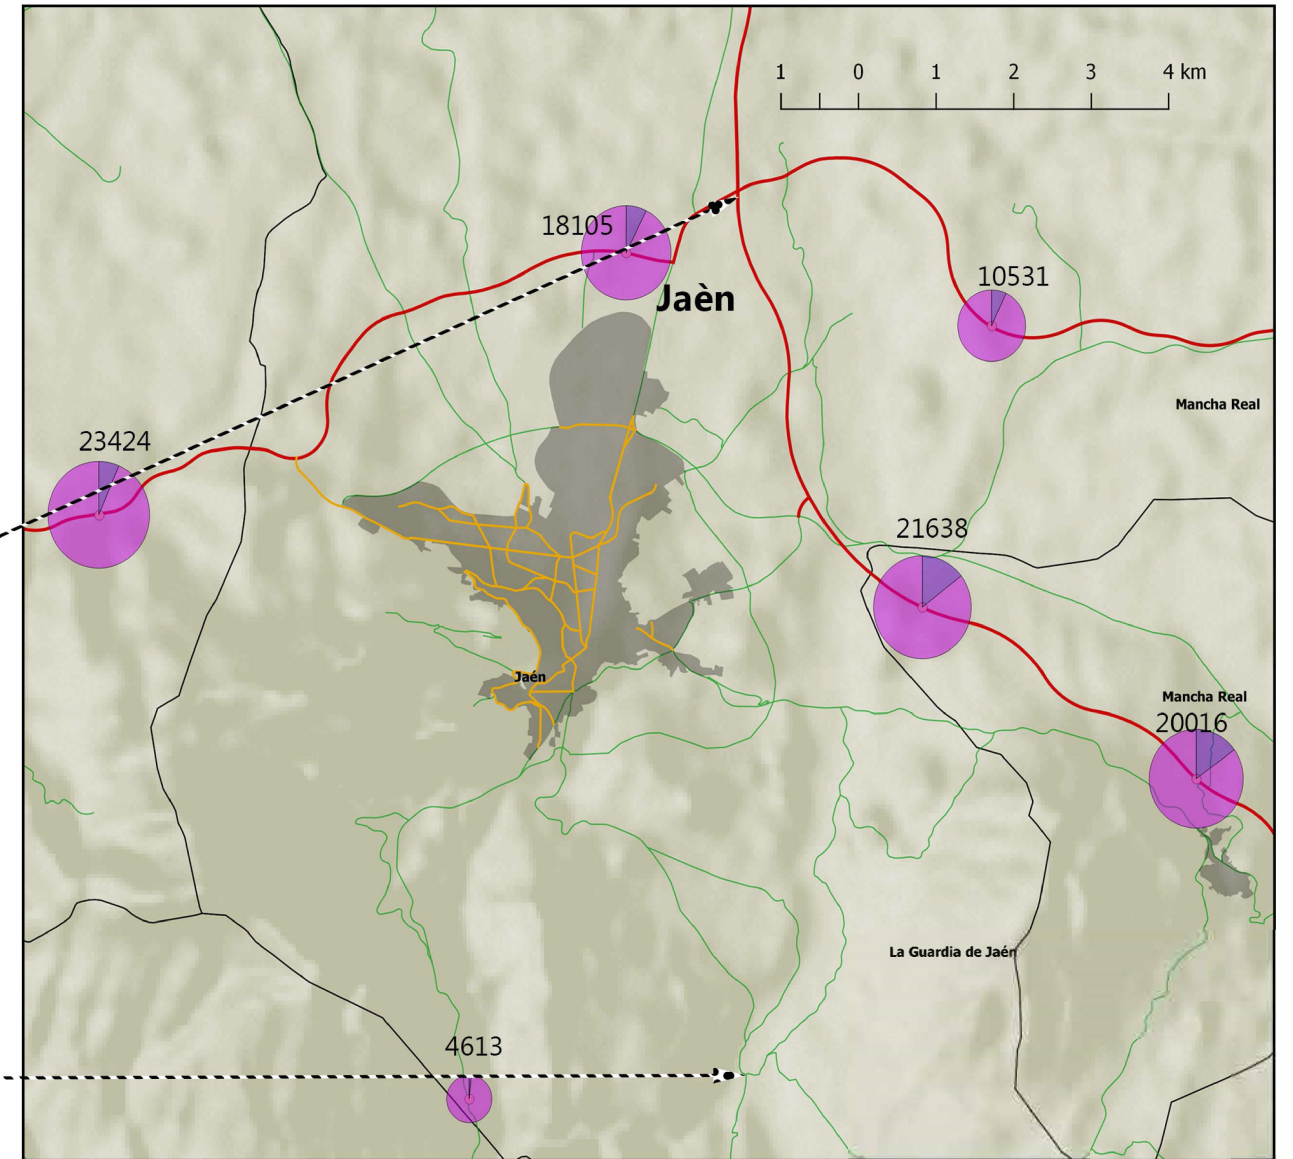 1 0 1 2 3 4 km
18105
10531
Jaèn
Mancha Real
23424
21638
Jaén
Mancha Real
20016
La Guardia de Jaén
4613